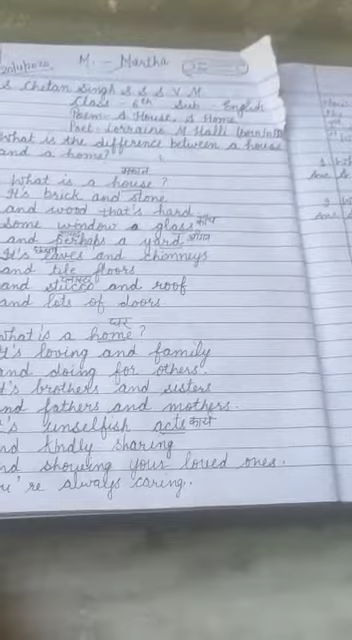 M. - Martha
Chetan Singh S S S V M
Class - 6th Sub - English
Poem - A House, A Home
Poet - Lorraine M Halli
What is the difference between a house
and a home?
मकान
What is a house?
It's brick and stone
and wood that's hard
Some window a glass काँच
and perhaps a yard आँगन
It's eaves and chimneys
and tile floors
and stucco and roof
and lots of doors
घर
What is a home?
It's loving and family
and doing for others.
It's brothers and sisters
and fathers and mothers.
It's unselfish acts कार्य
and kindly sharing
and showing your loved ones.
You're always caring.